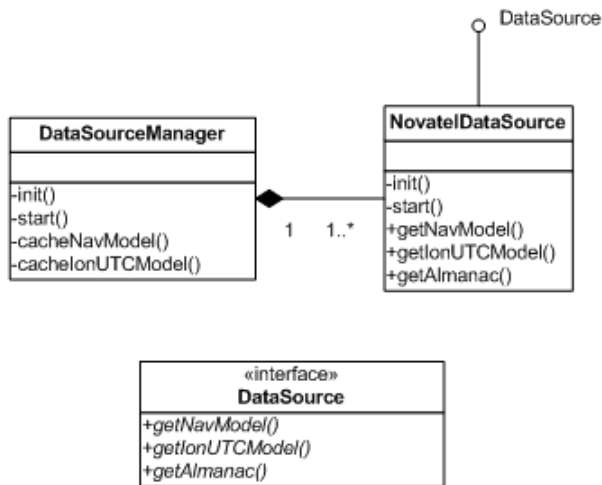 DataSource
DataSourceManager
-init()
-start()
-cacheNavModel()
-cacheIonUTCModel()
1 1..*
NovatelDataSource
-init()
-start()
+getNavModel()
+getIonUTCModel()
+getAlmanac()
«interface»
DataSource
+getNavModel()
+getIonUTCModel()
+getAlmanac()